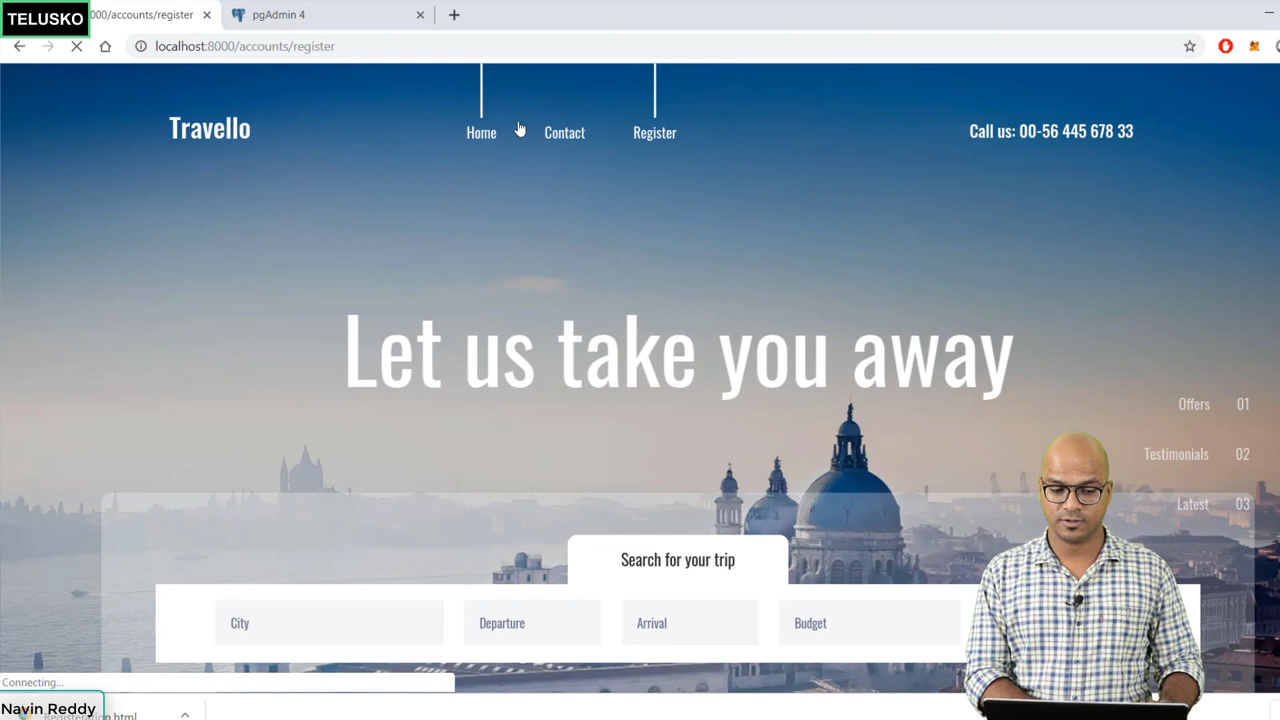 TELUSKO
000/accounts/register
pgAdmin 4
localhost:8000/accounts/register
Travello
Home
Contact
Register
Call us: 00-56 445 678 33
Let us take you away
Offers 01
Testimonials 02
Latest 03
Search for your trip
City
Departure
Arrival
Budget
Connecting...
Navin Reddy
Registeration.html